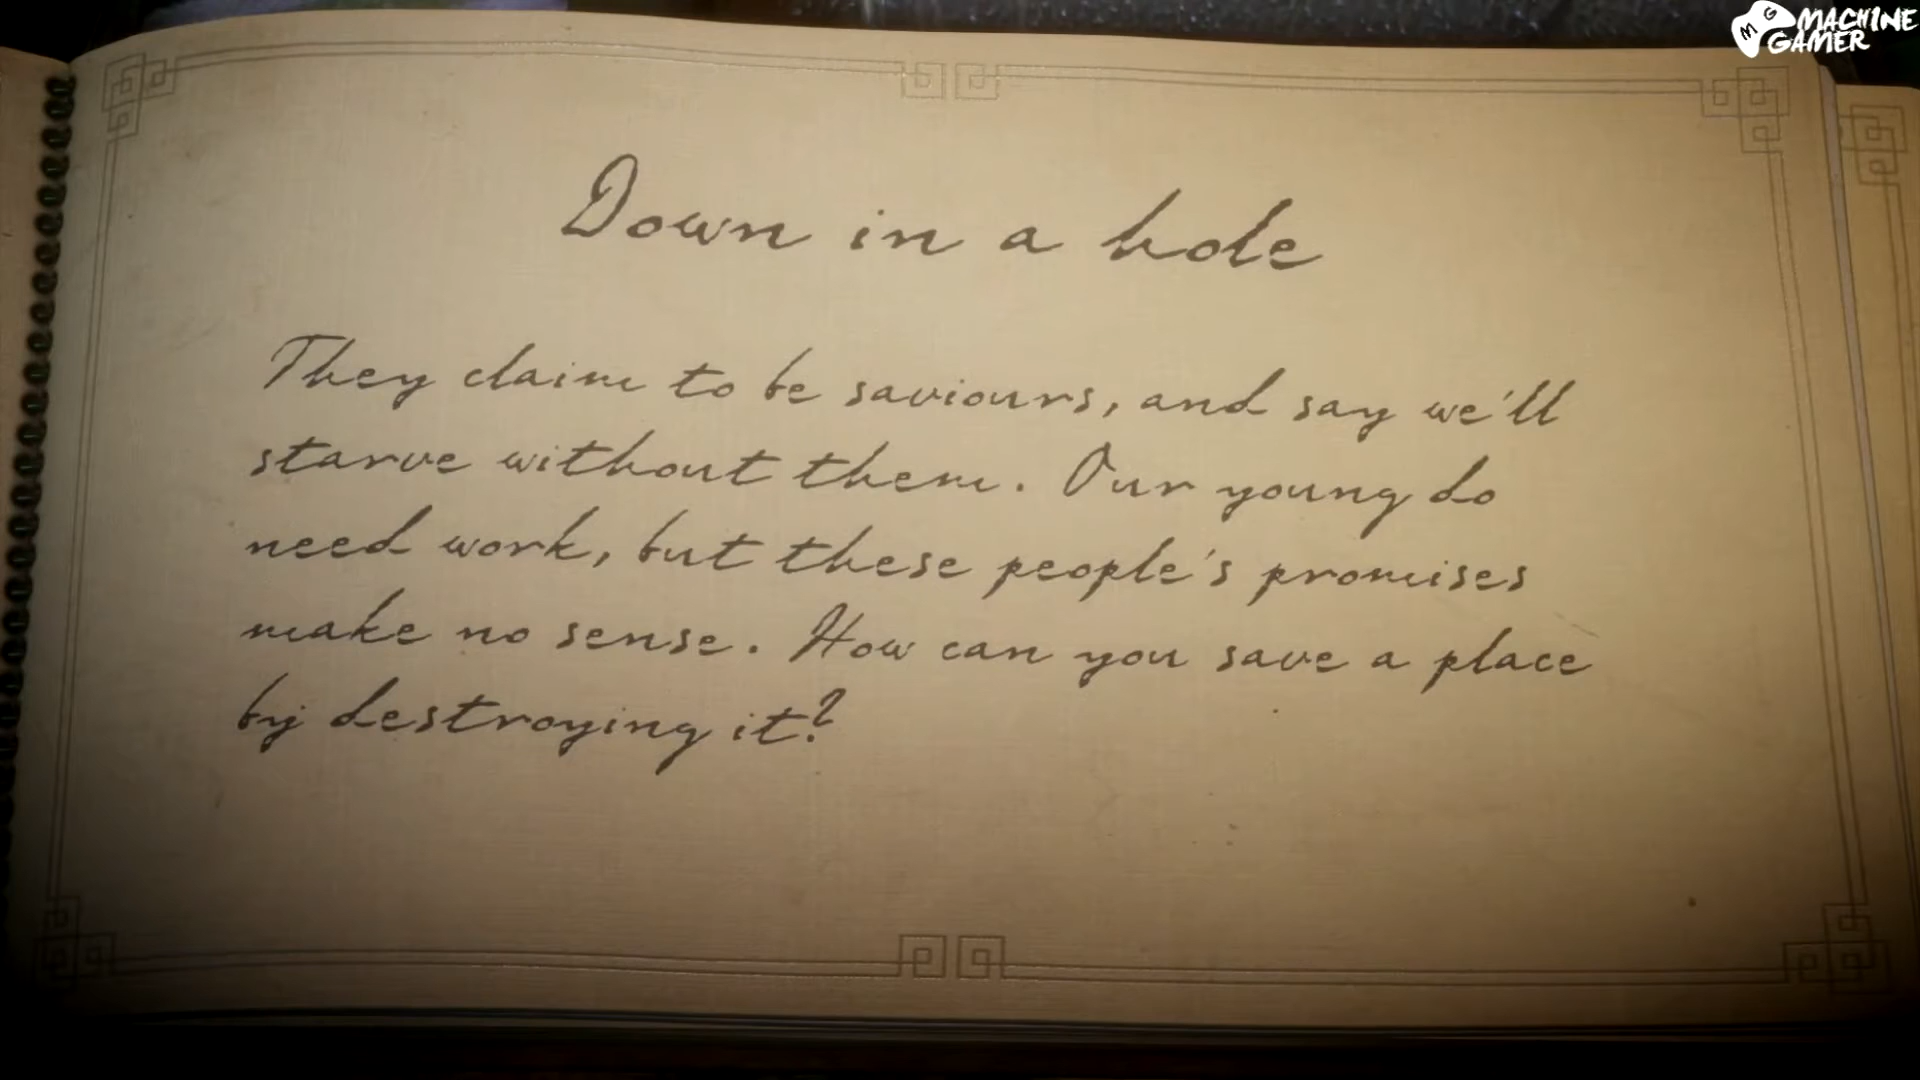 MG MACHINE
GAMER
Down in a hole
They claim to be saviours, and say we'll
starve without them. Our young do
need work, but these people's promises
make no sense. How can you save a place
by destroying it?